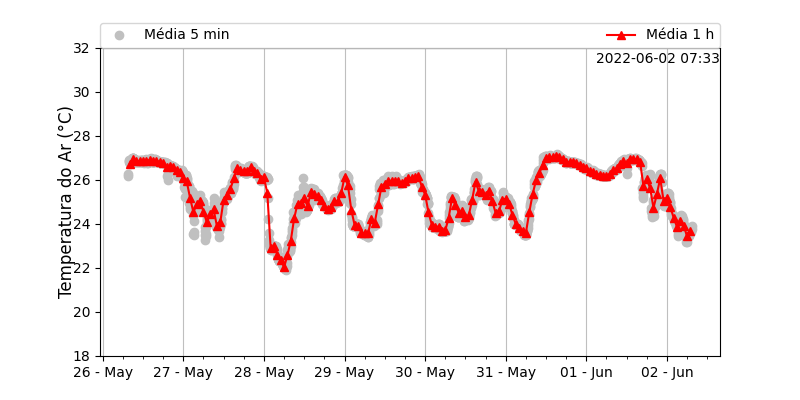 Média 5 min
Média 1 h
2022-06-02 07:33
Temperatura do Ar (°C)
32
30
28
26
24
22
20
18
26 - May
27 - May
28 - May
29 - May
30 - May
31 - May
01 - Jun
02 - Jun